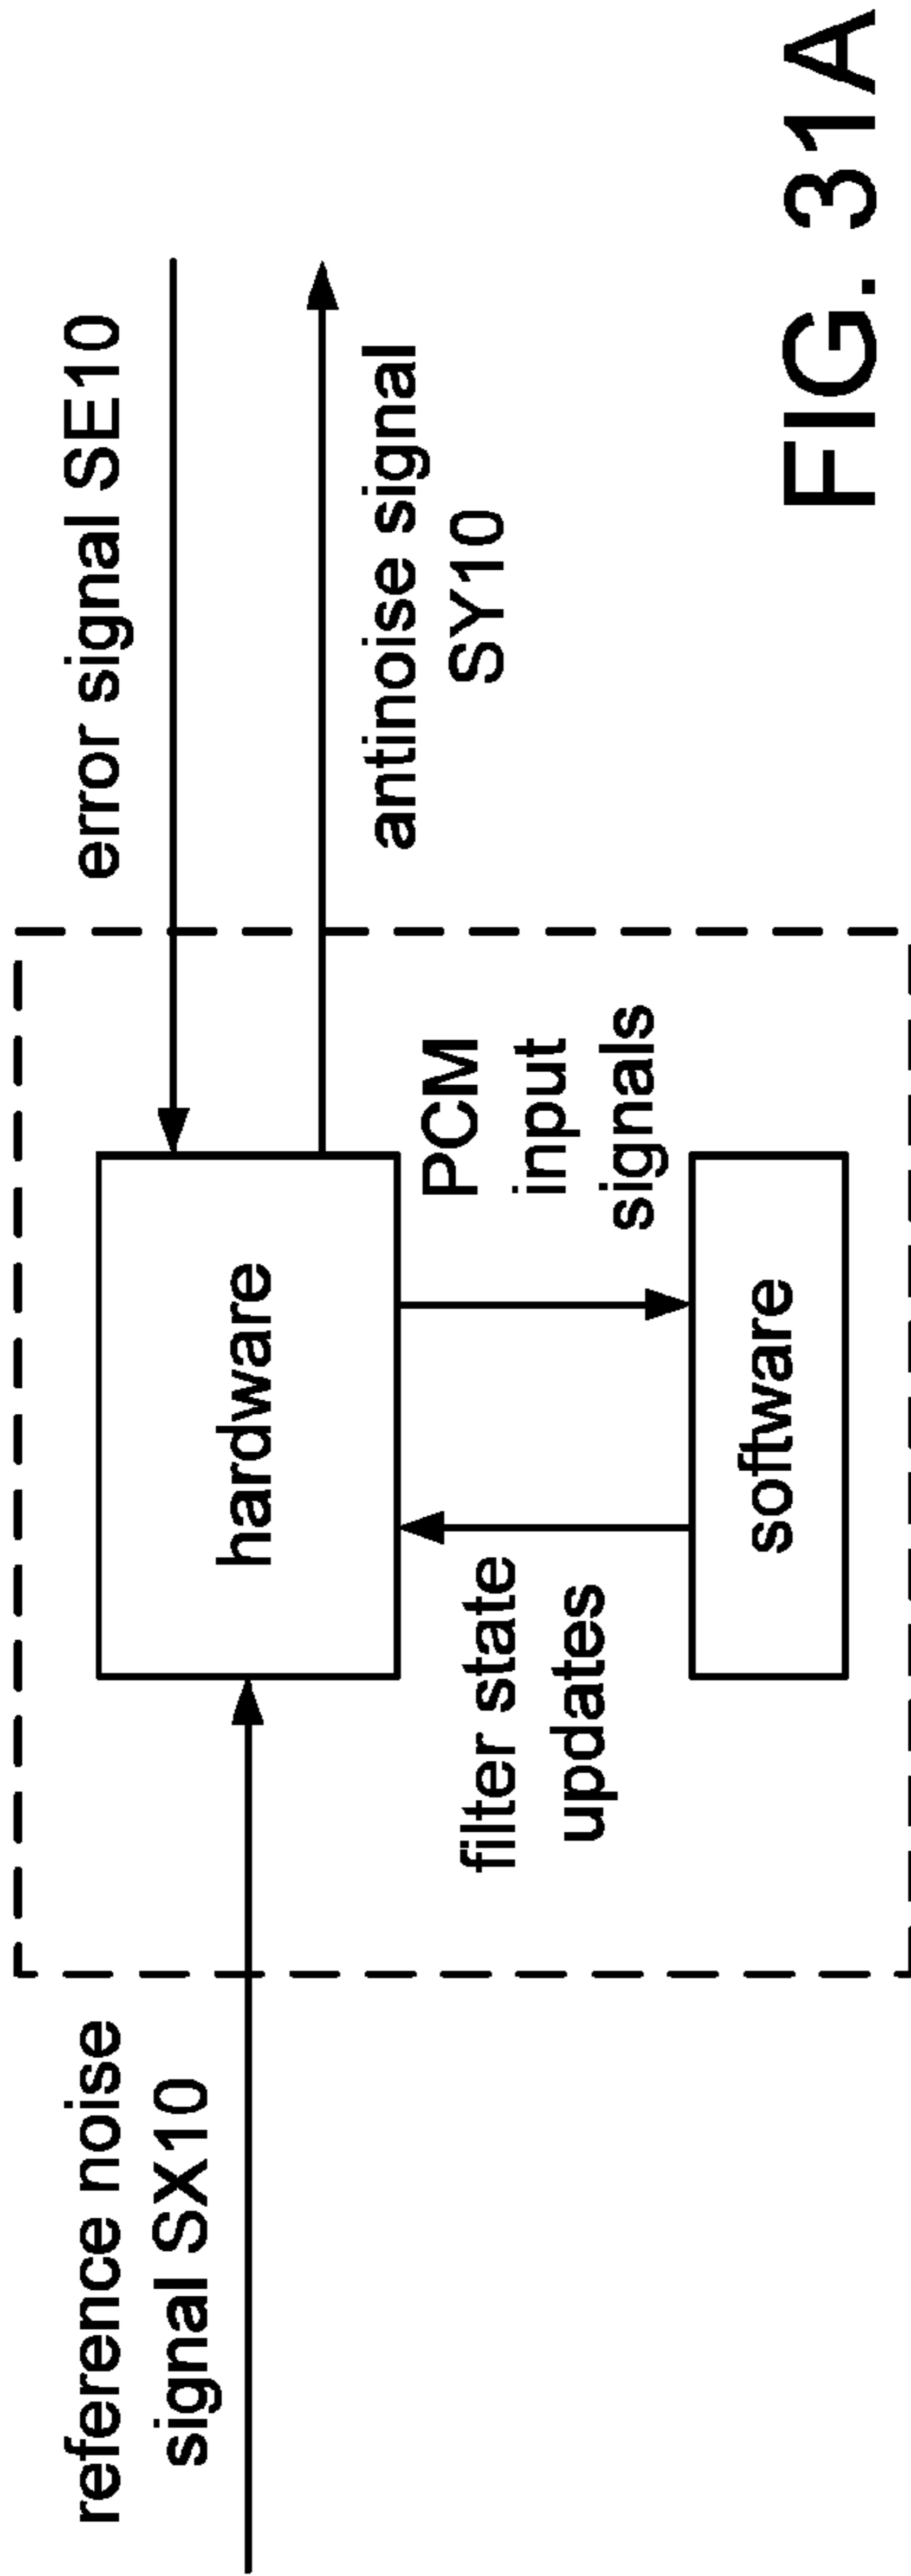 reference noise
signal SX10
error signal SE10
antinoise signal
SY10
hardware
PCM
input
signals
filter state
updates
software
FIG. 31A